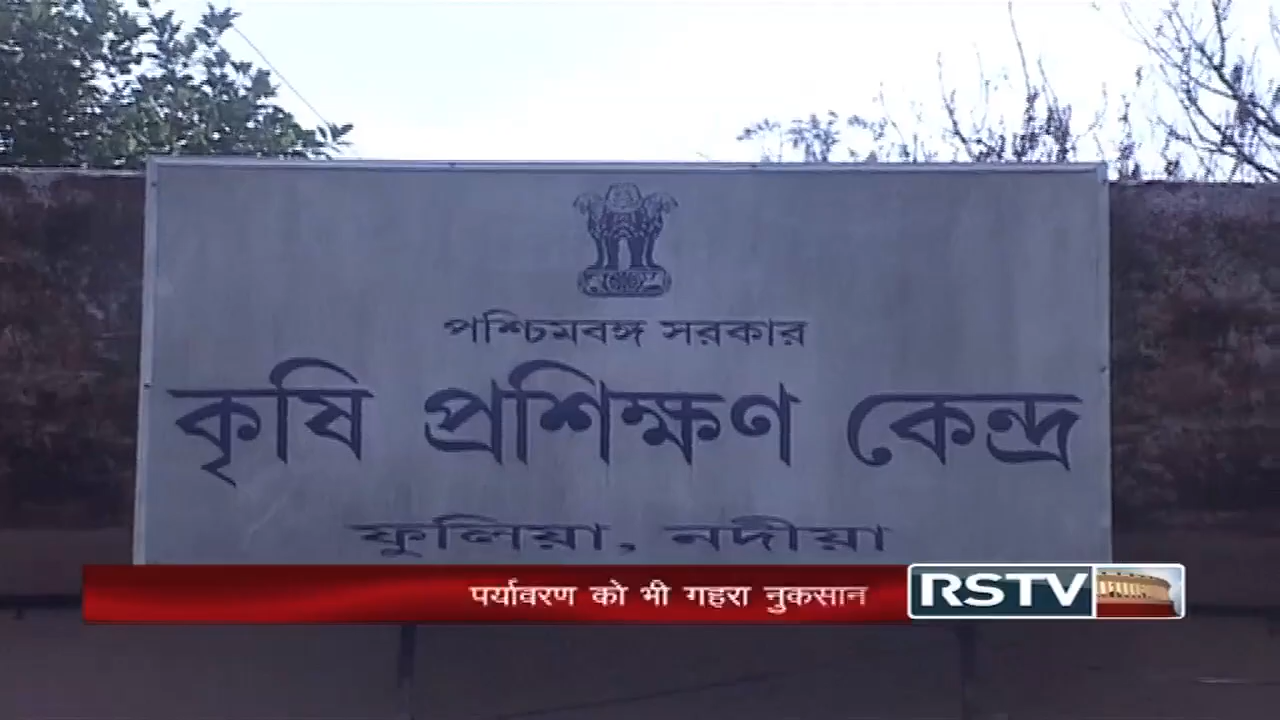 পশ্চিমবঙ্গ সরকার
কৃষি প্রশিক্ষণ কেন্দ্র
ফুলিয়া, নদীয়া
पर्यावरण को भी गहरा नुकसान
RSTV